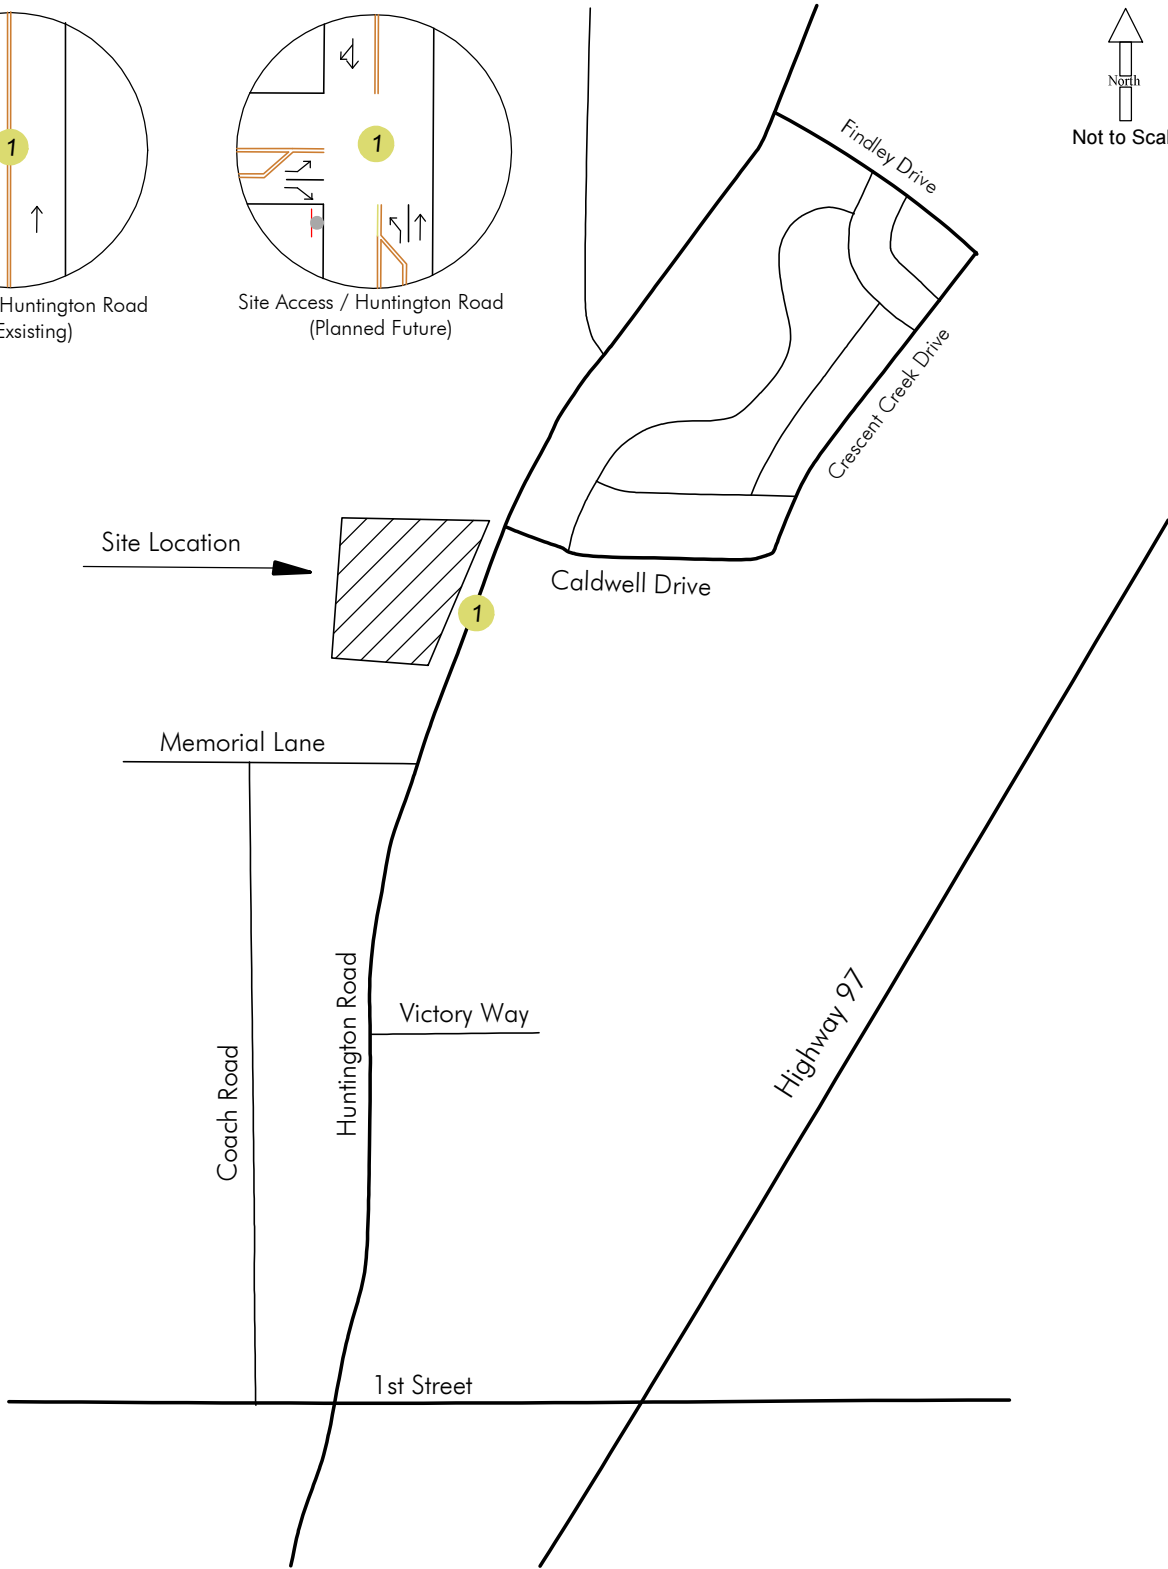 1
1
North
Not to Scal
Huntington Road
Exsisting)
Site Access / Huntington Road
(Planned Future)
Findley Drive
Crescent Creek Drive
Site Location
Caldwell Drive
1
Memorial Lane
Huntington Road
Victory Way
Coach Road
Highway 97
1st Street